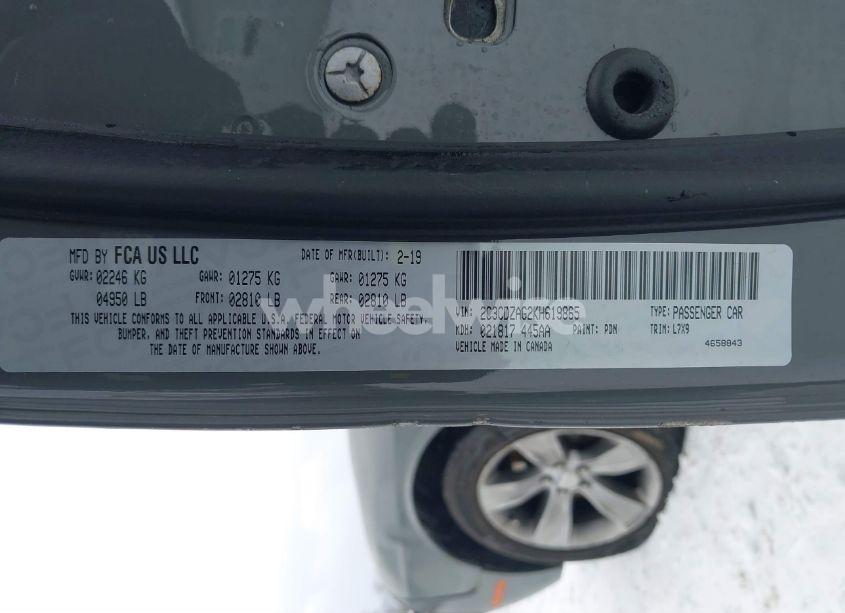 MFD BY FCA US LLC DATE OF MFR(BUILT): 2-19
GVWR: 02246 KG GAWR: 01275 KG GAWR: 01275 KG
04950 LB FRONT: 02810 LB REAR: 02810 LB
THIS VEHICLE CONFORMS TO ALL APPLICABLE U.S.A. FEDERAL MOTOR VEHICLE SAFETY,
BUMPER, AND THEFT PREVENTION STANDARDS IN EFFECT ON
THE DATE OF MANUFACTURE SHOWN ABOVE.
VIN: 2C3CDZAG2KH619865 TYPE: PASSENGER CAR
MDH: 021817 445AA PAINT: PDN TRIM: L7X9
VEHICLE MADE IN CANADA 4658843
wheelwise